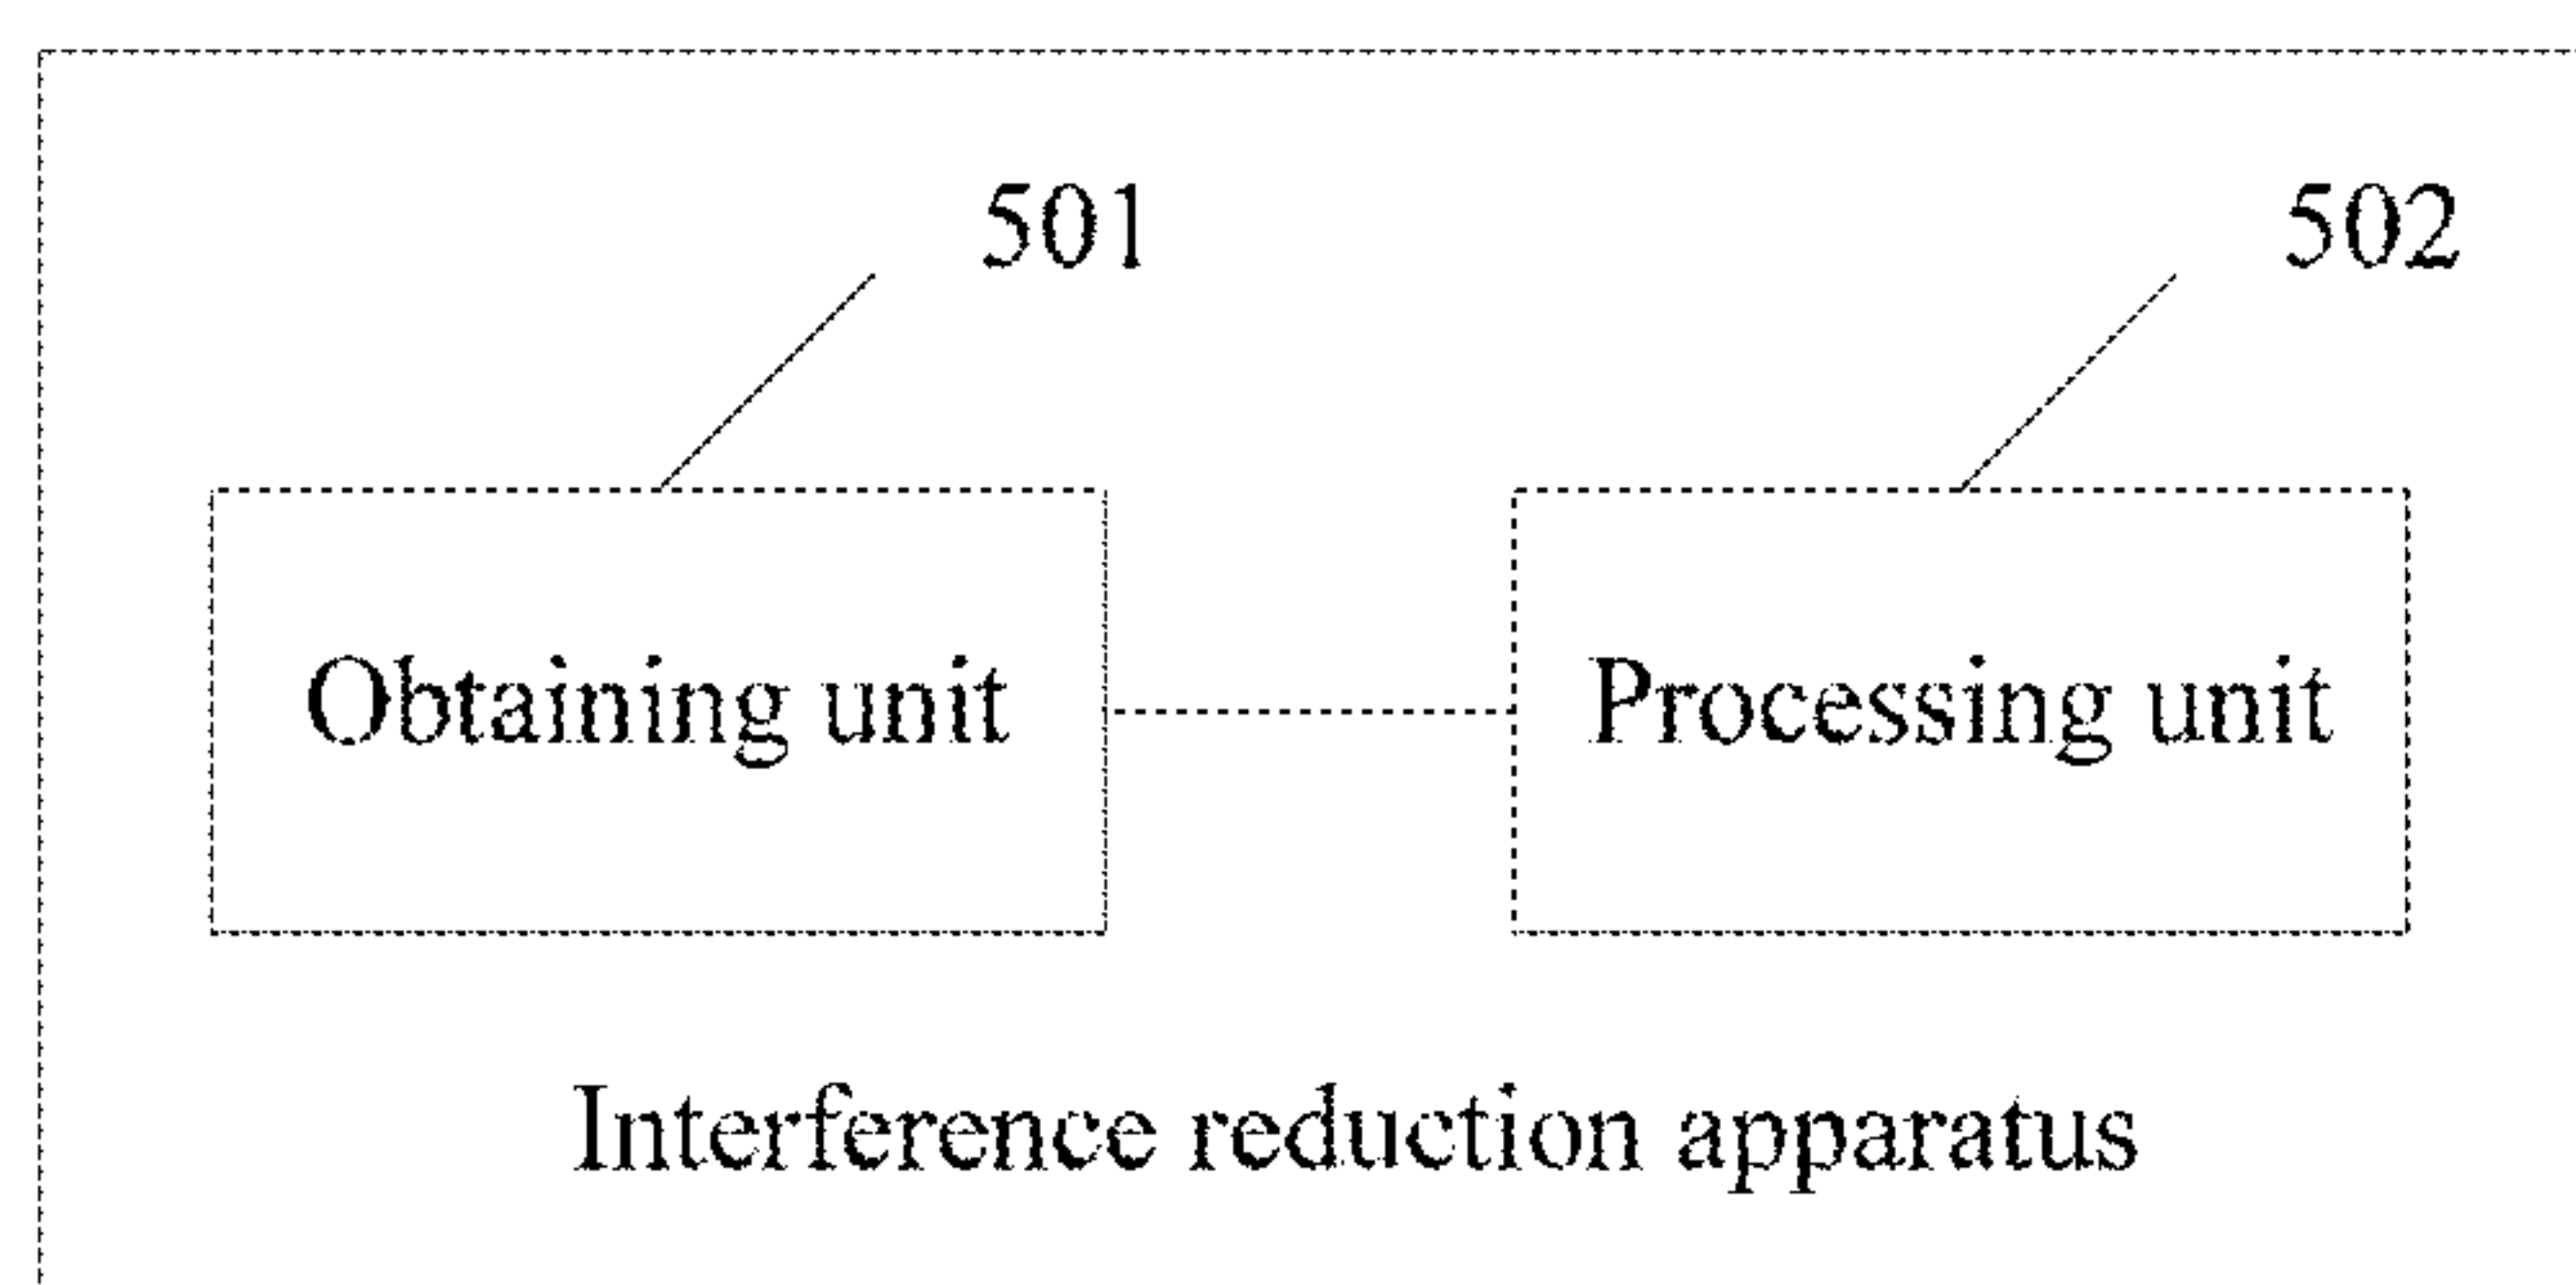 501
502
Obtaining unit
Processing unit
Interference reduction apparatus